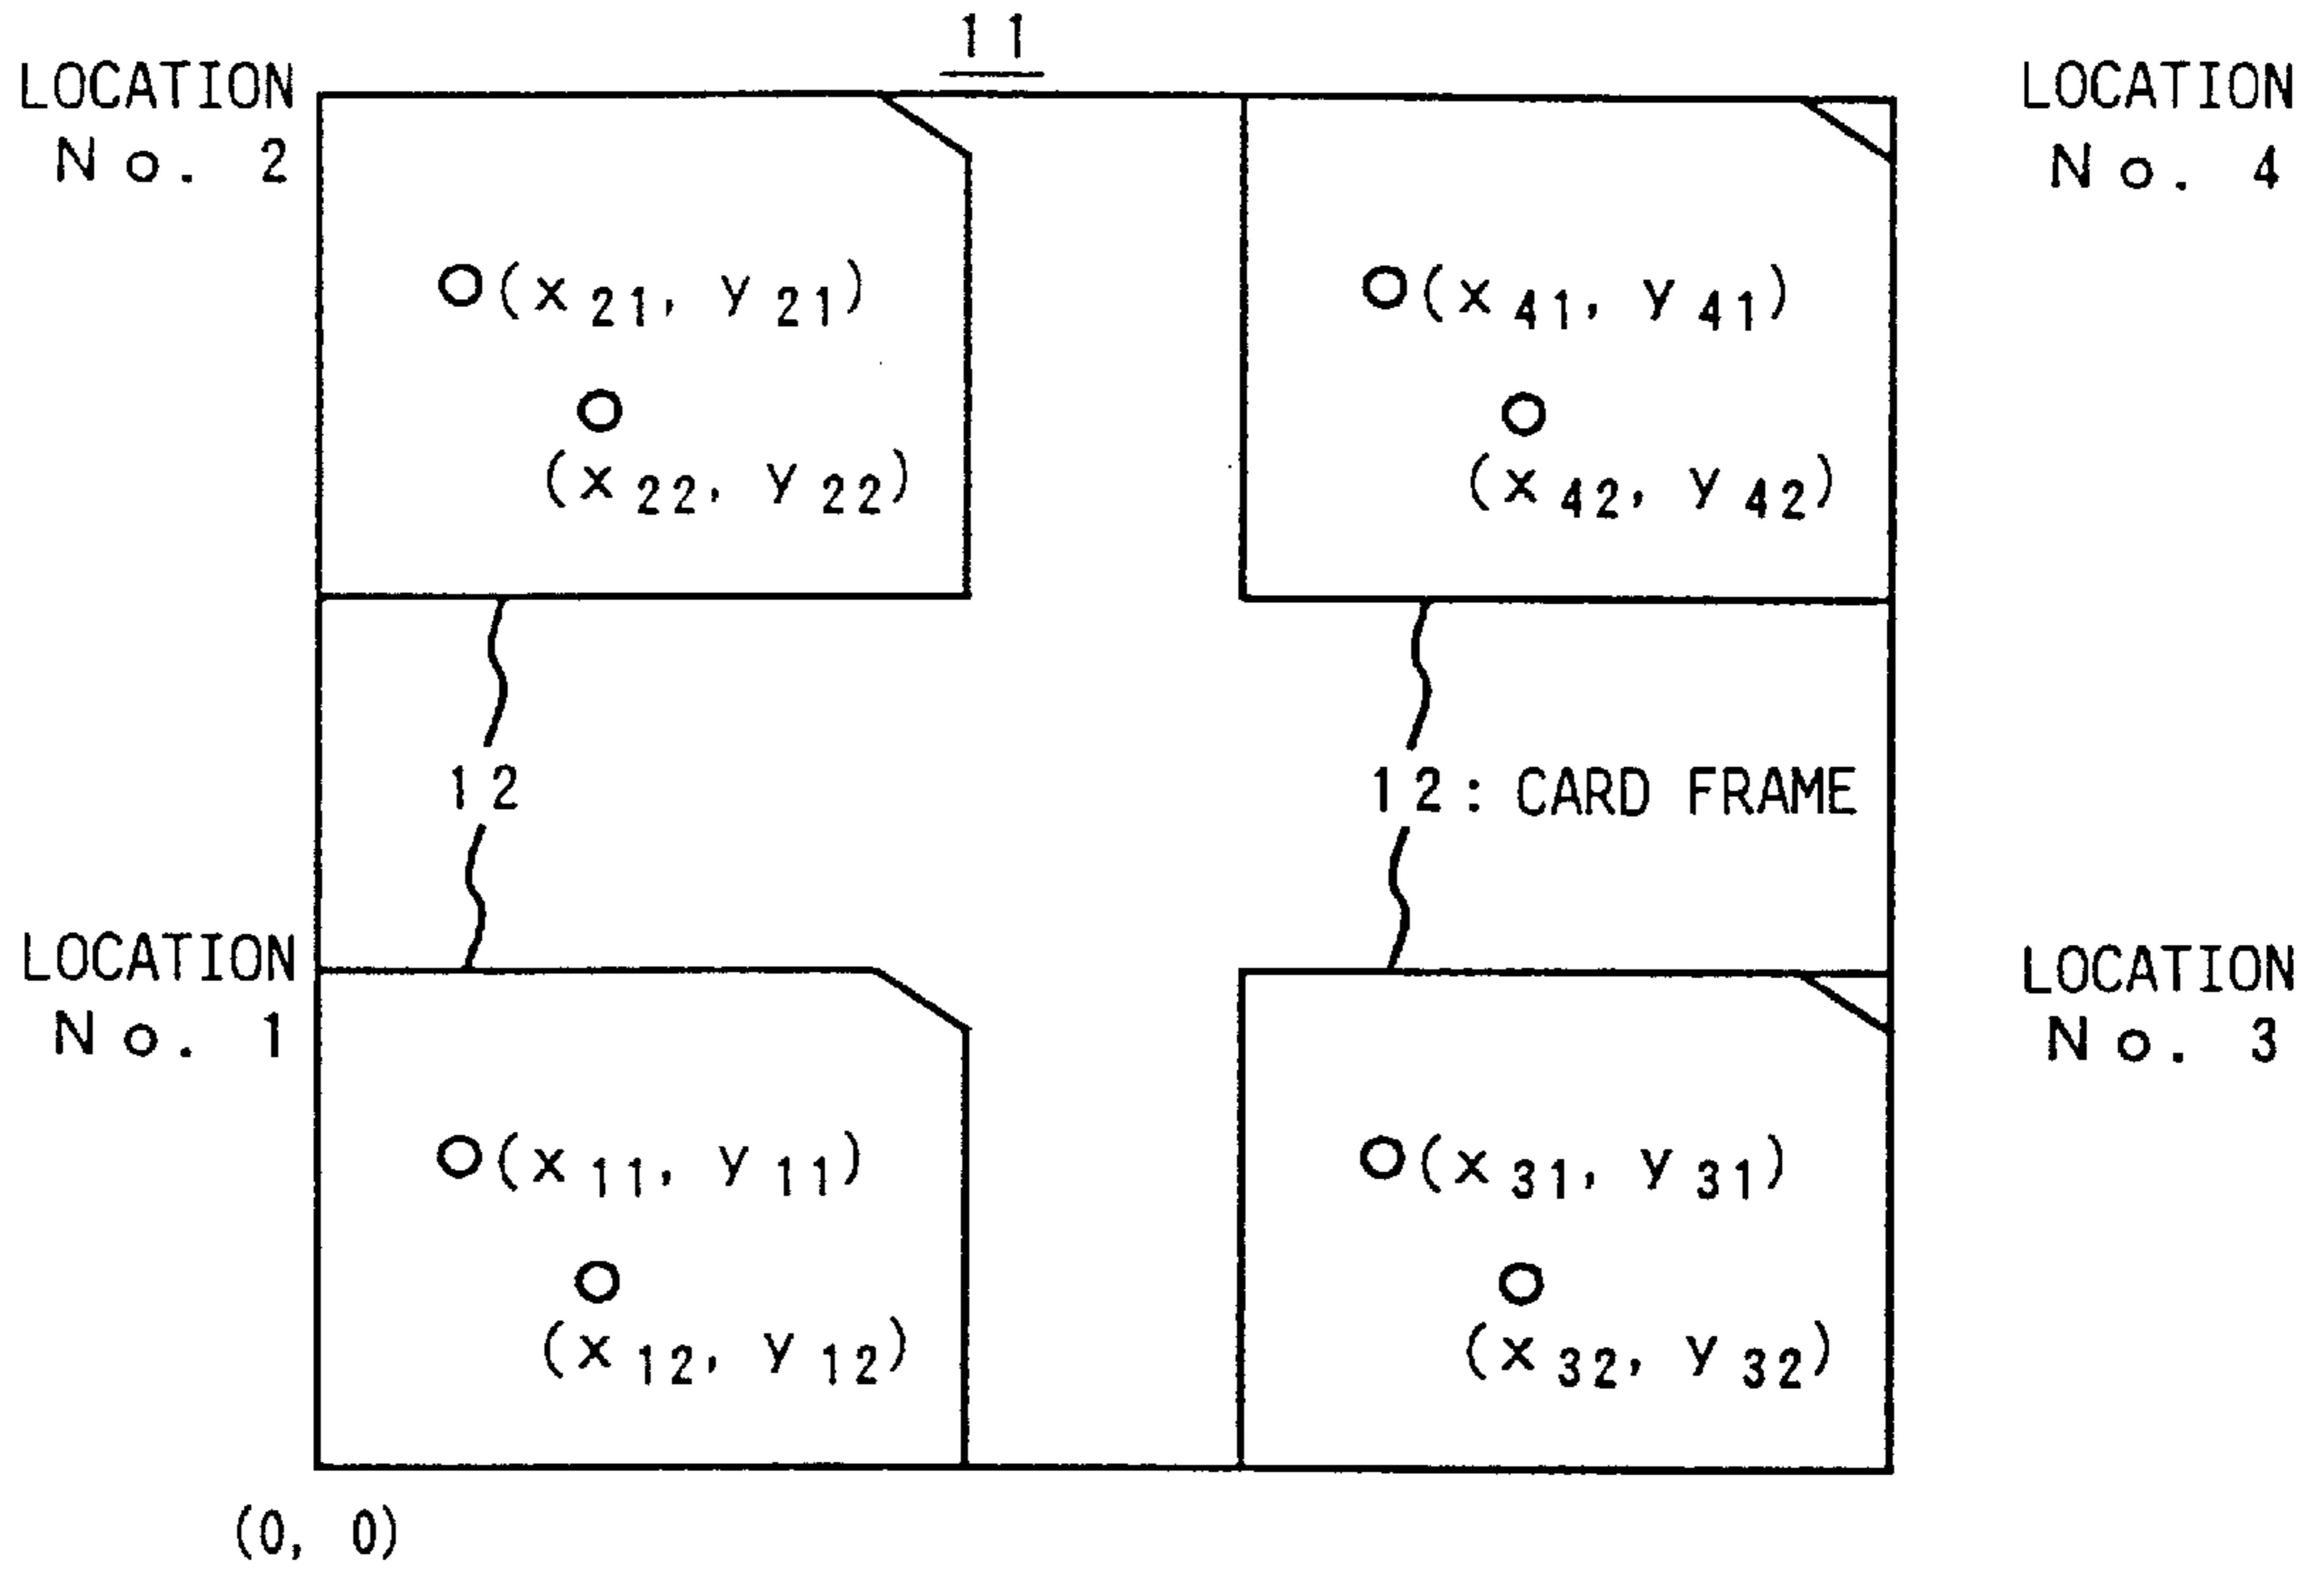 11
LOCATION
No. 2
LOCATION
No. 4
(x21, y21)
(x41, y41)
(x22, y22)
(x42, y42)
12
12: CARD FRAME
LOCATION
No. 1
LOCATION
No. 3
(x11, y11)
(x31, y31)
(x12, y12)
(x32, y32)
(0, 0)